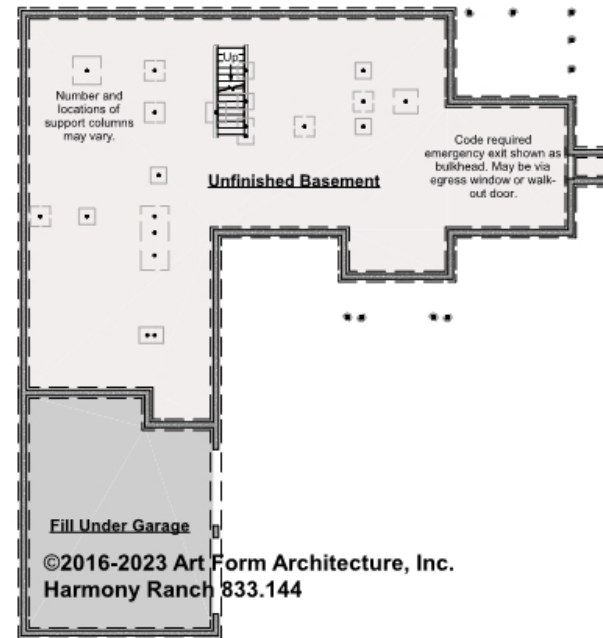 Up
Number and
locations of
support columns
may vary.
Code required
emergency exit shown as
bulkhead. May be via
egress window or walk-
out door.
Unfinished Basement
Fill Under Garage
©2016-2023 Art Form Architecture, Inc.
Harmony Ranch 833.144